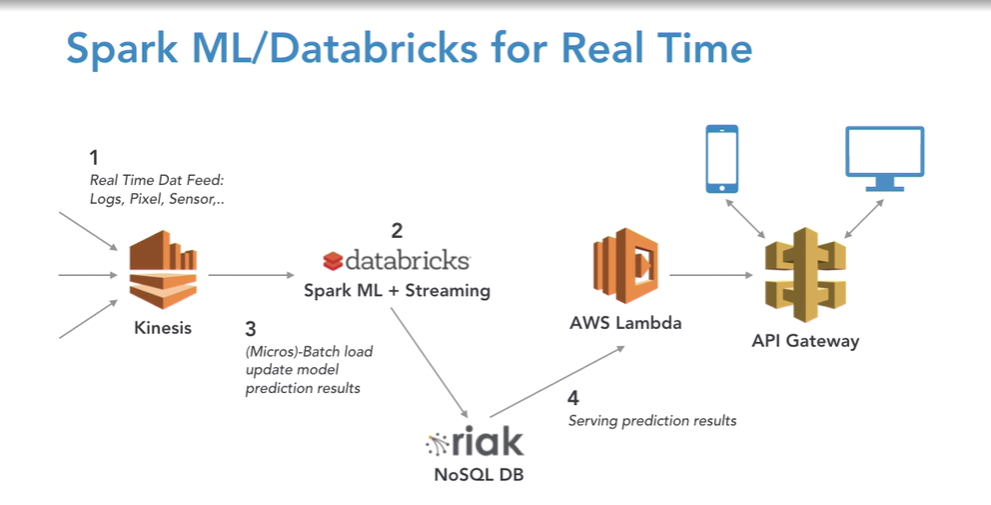 Spark ML/Databricks for Real Time
1
Real Time Dat Feed:
Logs, Pixel, Sensor,..
Kinesis
2
databricks
Spark ML + Streaming
3
(Micros)-Batch load
update model
prediction results
riak
NoSQL DB
AWS Lambda
4
Serving prediction results
API Gateway